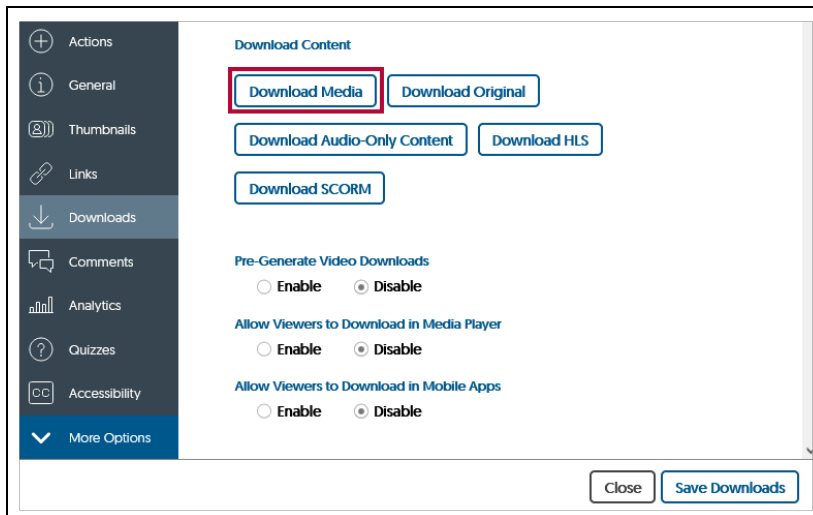 Actions
General
Thumbnails
Links
Downloads
Comments
Analytics
Quizzes
CC Accessibility
More Options
Download Content
Download Media Download Original
Download Audio-Only Content Download HLS
Download SCORM
Pre-Generate Video Downloads
Enable Disable
Allow Viewers to Download in Media Player
Enable Disable
Allow Viewers to Download in Mobile Apps
Enable Disable
Close Save Downloads